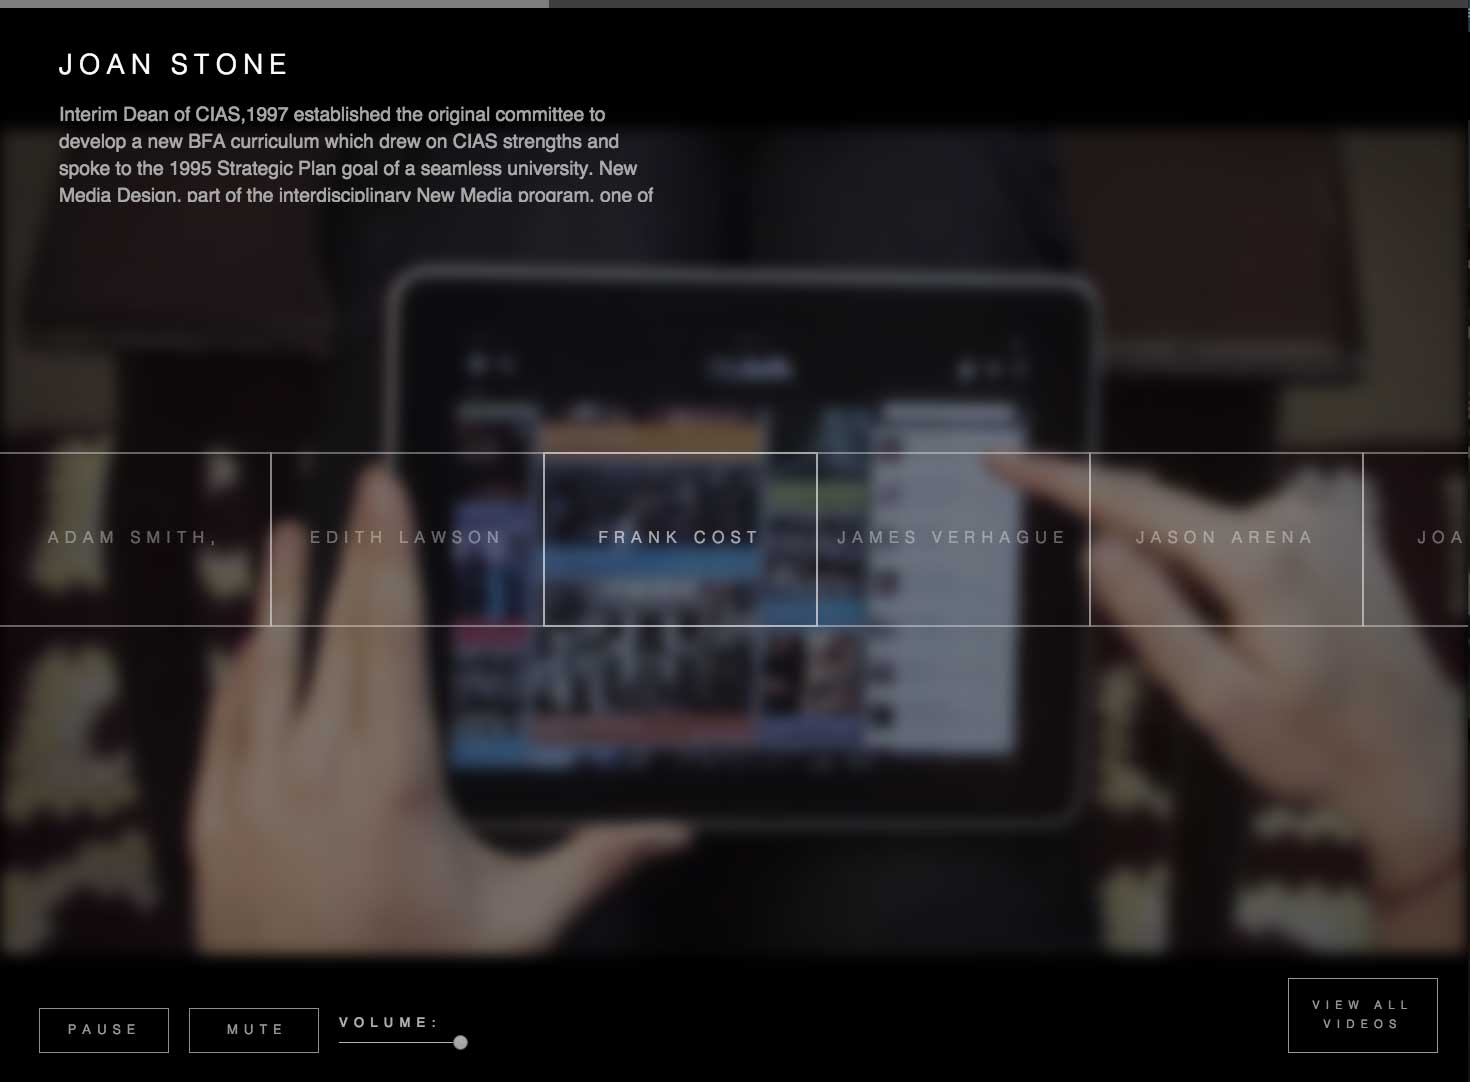 JOAN STONE
Interim Dean of CIAS,1997 established the original committee to
develop a new BFA curriculum which drew on CIAS strengths and
spoke to the 1995 Strategic Plan goal of a seamless university. New
Media Design, part of the interdisciplinary New Media program, one of
ADAM SMITH,
EDITH LAWSON
FRANK COST
JAMES VERHAGUE
JASON ARENA
JOA
PAUSE
MUTE
VOLUME:
VIEW ALL
VIDEOS